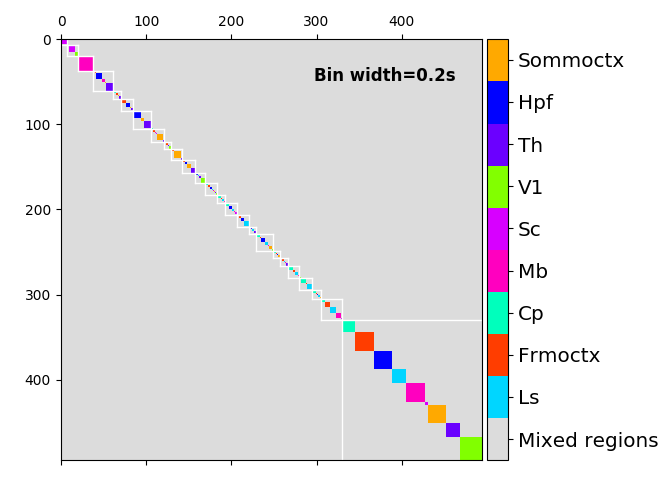 0 100 200 300 400
0
100
200
300
400
Bin width=0.2s
Sommoctx
Hpf
Th
V1
Sc
Mb
Cp
Frmoctx
Ls
Mixed regions